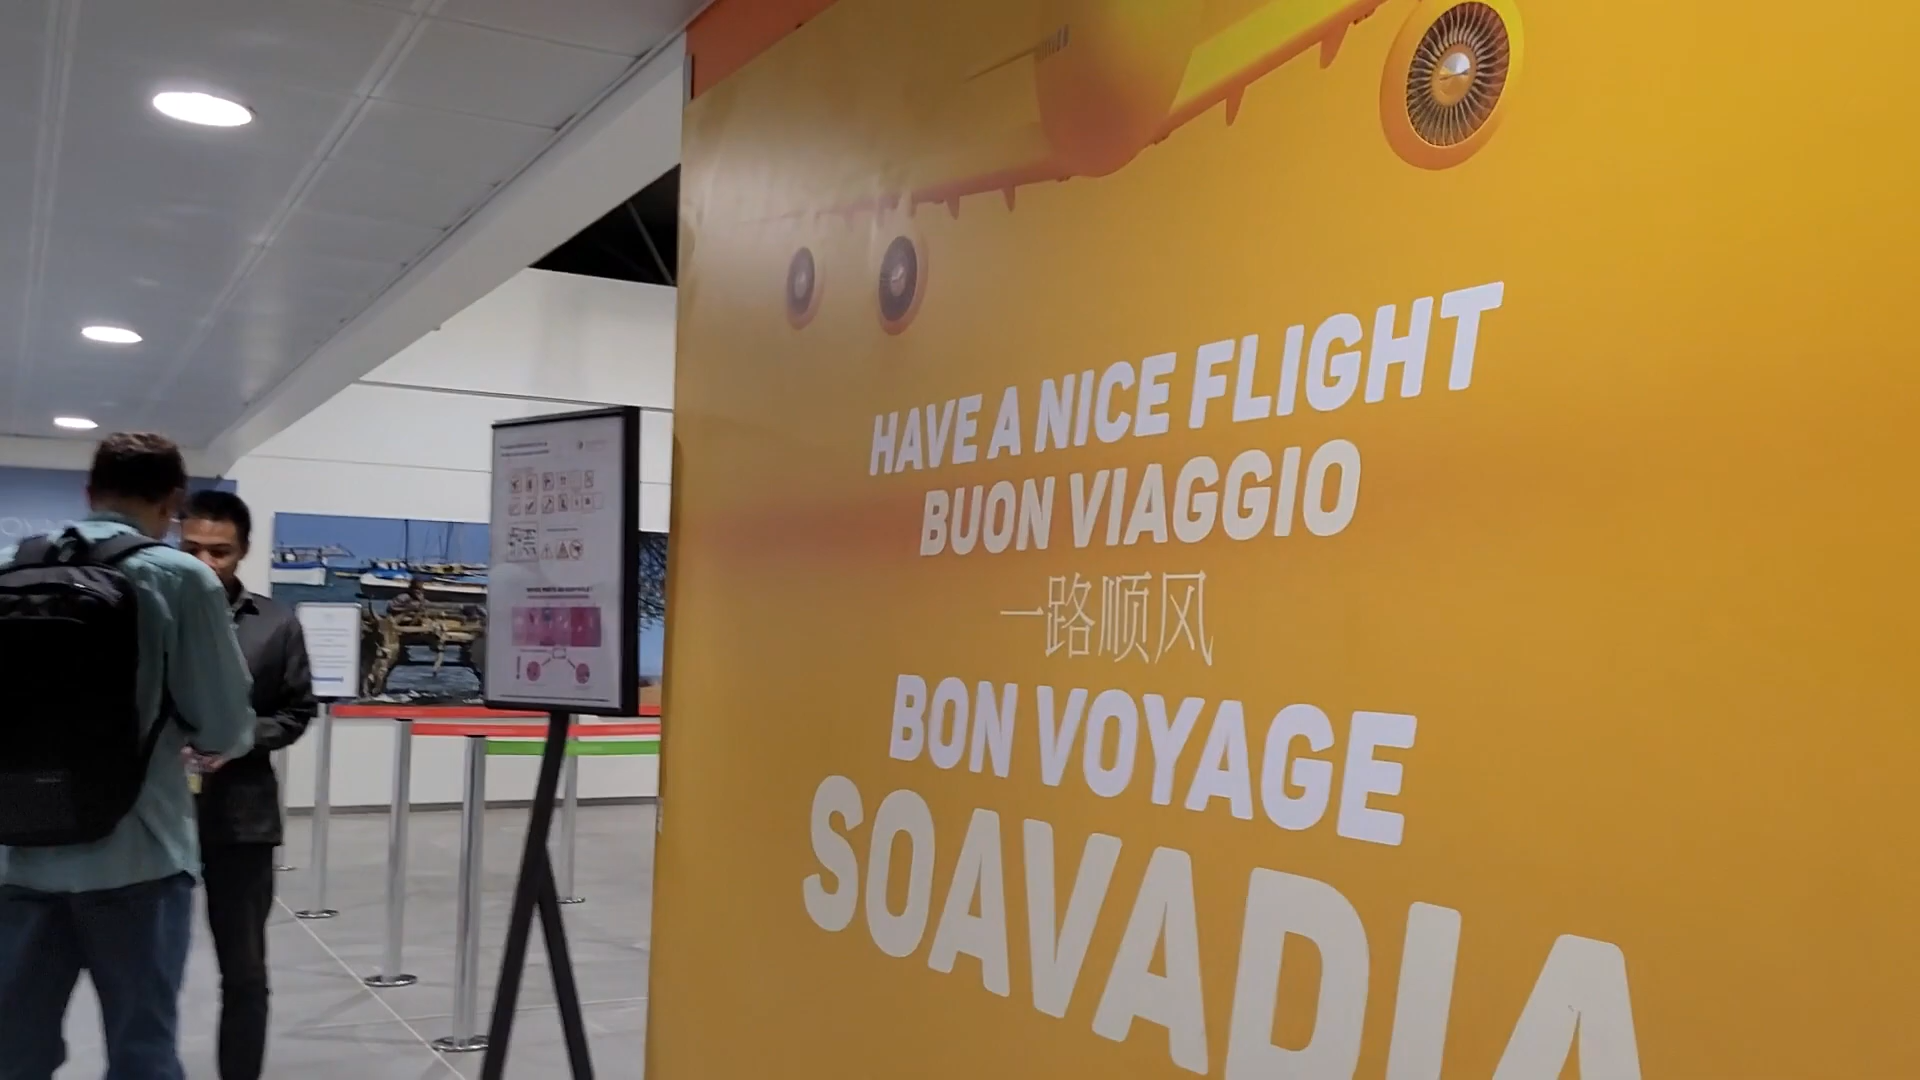 HAVE A NICE FLIGHT
BUON VIAGGIO
一路顺风
BON VOYAGE
SOAVADIA